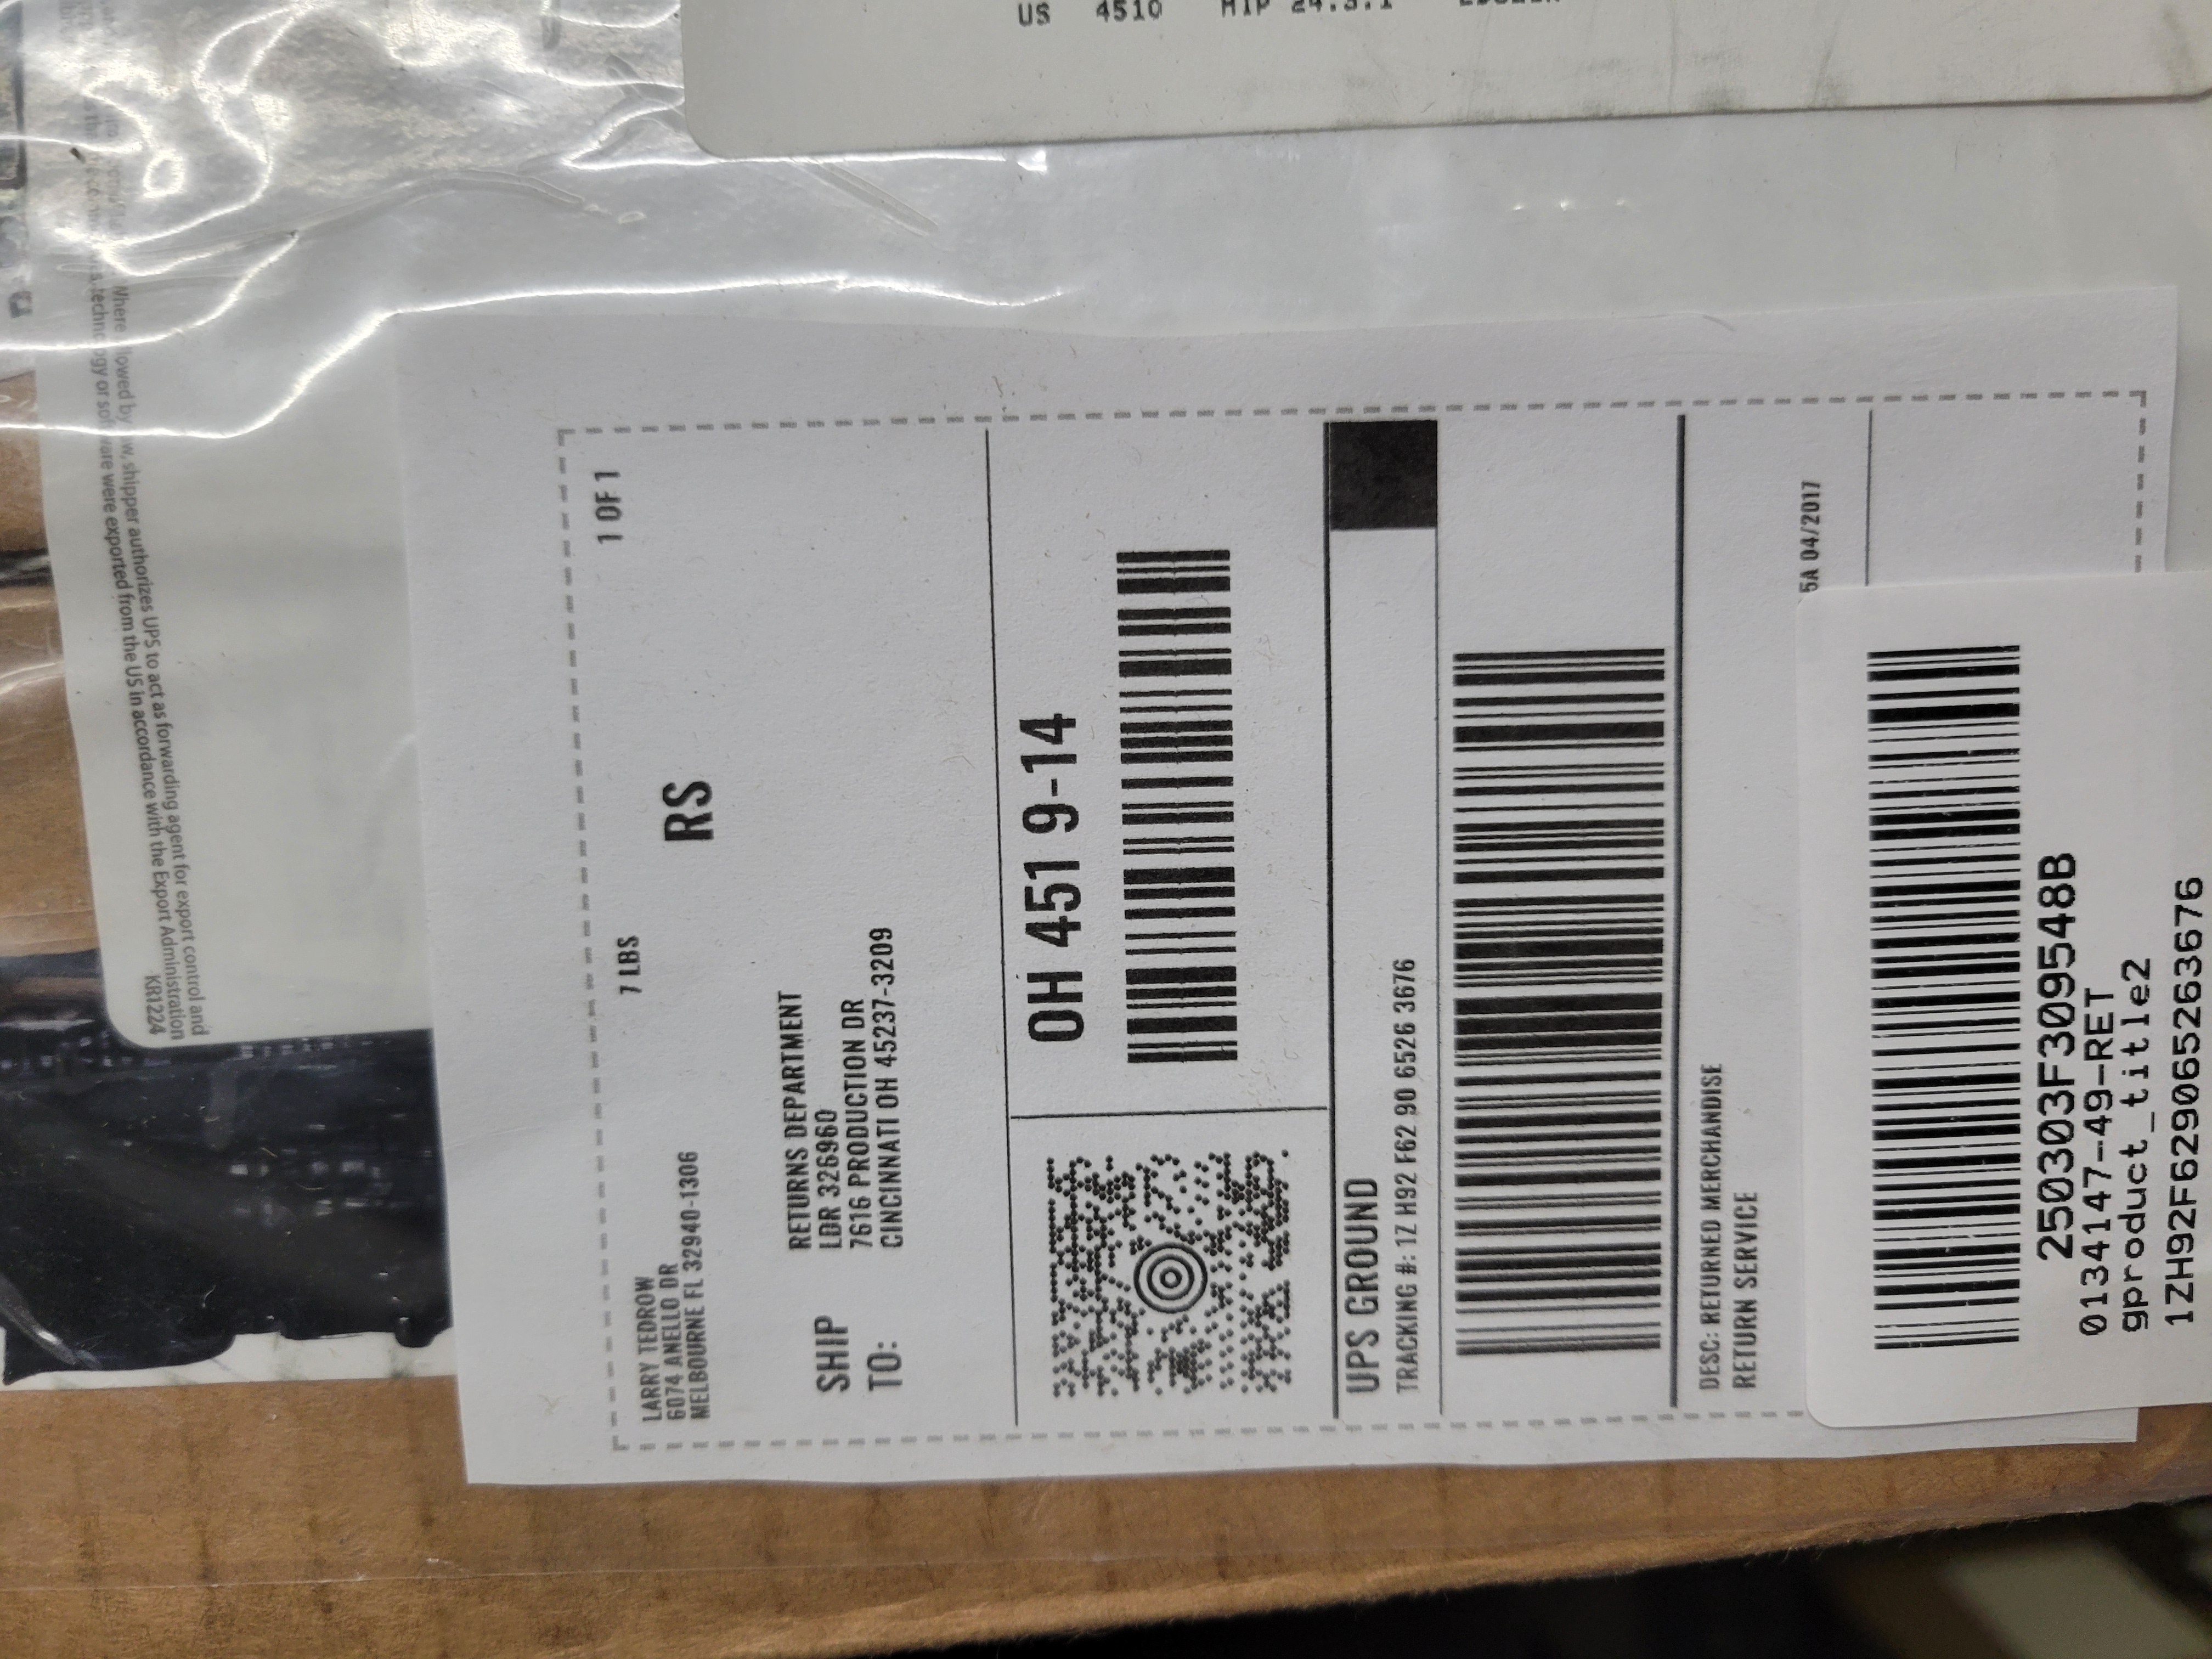 US 4510
Where allowed by law, shipper authorizes UPS to act as forwarding agent for export control and
technology or software were exported from the US in accordance with the Export Administration
KR1224
1 OF 1
7 LBS
RS
LARRY TEDROW
6074 ANELLO DR
MELBOURNE FL 32940-1306
SHIP
TO:
RETURNS DEPARTMENT
LDR 326960
7616 PRODUCTION DR
CINCINNATI OH 45237-3209
OH 451 9-14
UPS GROUND
TRACKING #: 1Z H92 F62 90 6526 3676
DESC: RETURNED MERCHANDISE
RETURN SERVICE
5A 04/2017
250303F309548B
0134147-49-RET
gproduct_title2
1ZH92F629065263676